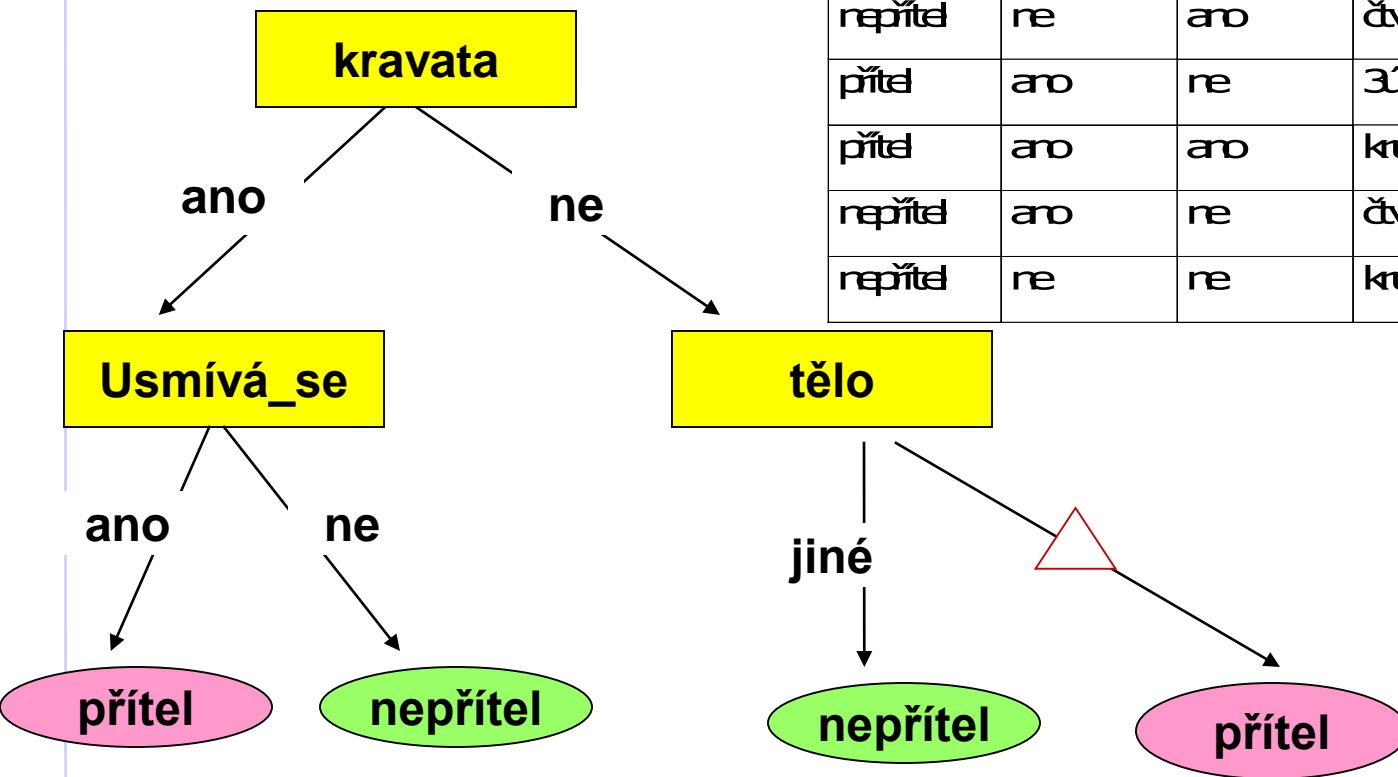 nepřítel ne ano
přítel ano ne
přítel ano ano
nepřítel ano ne
nepřítel ne ne
kravata
ano ne
Usmívá_se tělo
ano ne jiné
přítel nepřítel nepřítel přítel